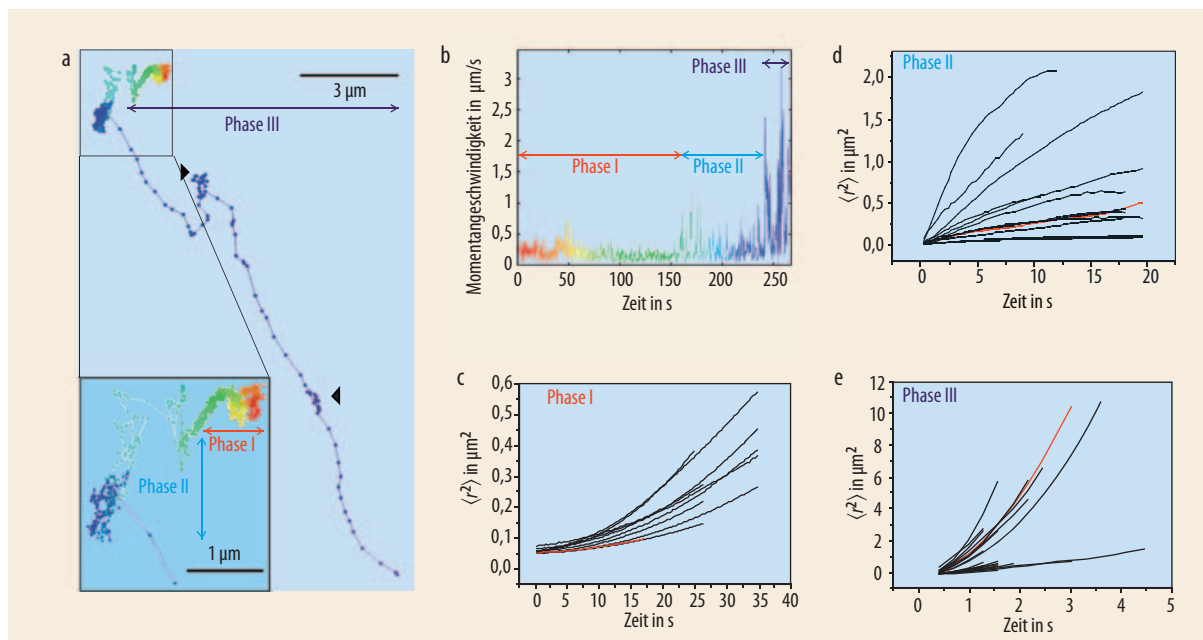 a
3 µm
Phase III
Phase I
Phase II
1 µm
b
Momentangeschwindigkeit in µm/s
3
2,5
2
1,5
1
0,5
0
Phase III
Phase I
Phase II
0 50 100 150 200 250
Zeit in s
c
Phase I
⟨r²⟩ in µm²
0,6
0,5
0,4
0,3
0,2
0,1
0,0
0 5 10 15 20 25 30 35 40
Zeit in s
d
Phase II
⟨r²⟩ in µm²
2,0
1,5
1,0
0,5
0,0
0 5 10 15 20
Zeit in s
e
Phase III
⟨r²⟩ in µm²
12
10
8
6
4
2
0
0 1 2 3 4 5
Zeit in s